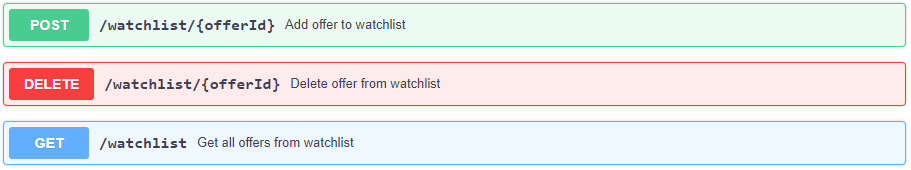 POST /watchlist/{offerId} Add offer to watchlist
DELETE /watchlist/{offerId} Delete offer from watchlist
GET /watchlist Get all offers from watchlist